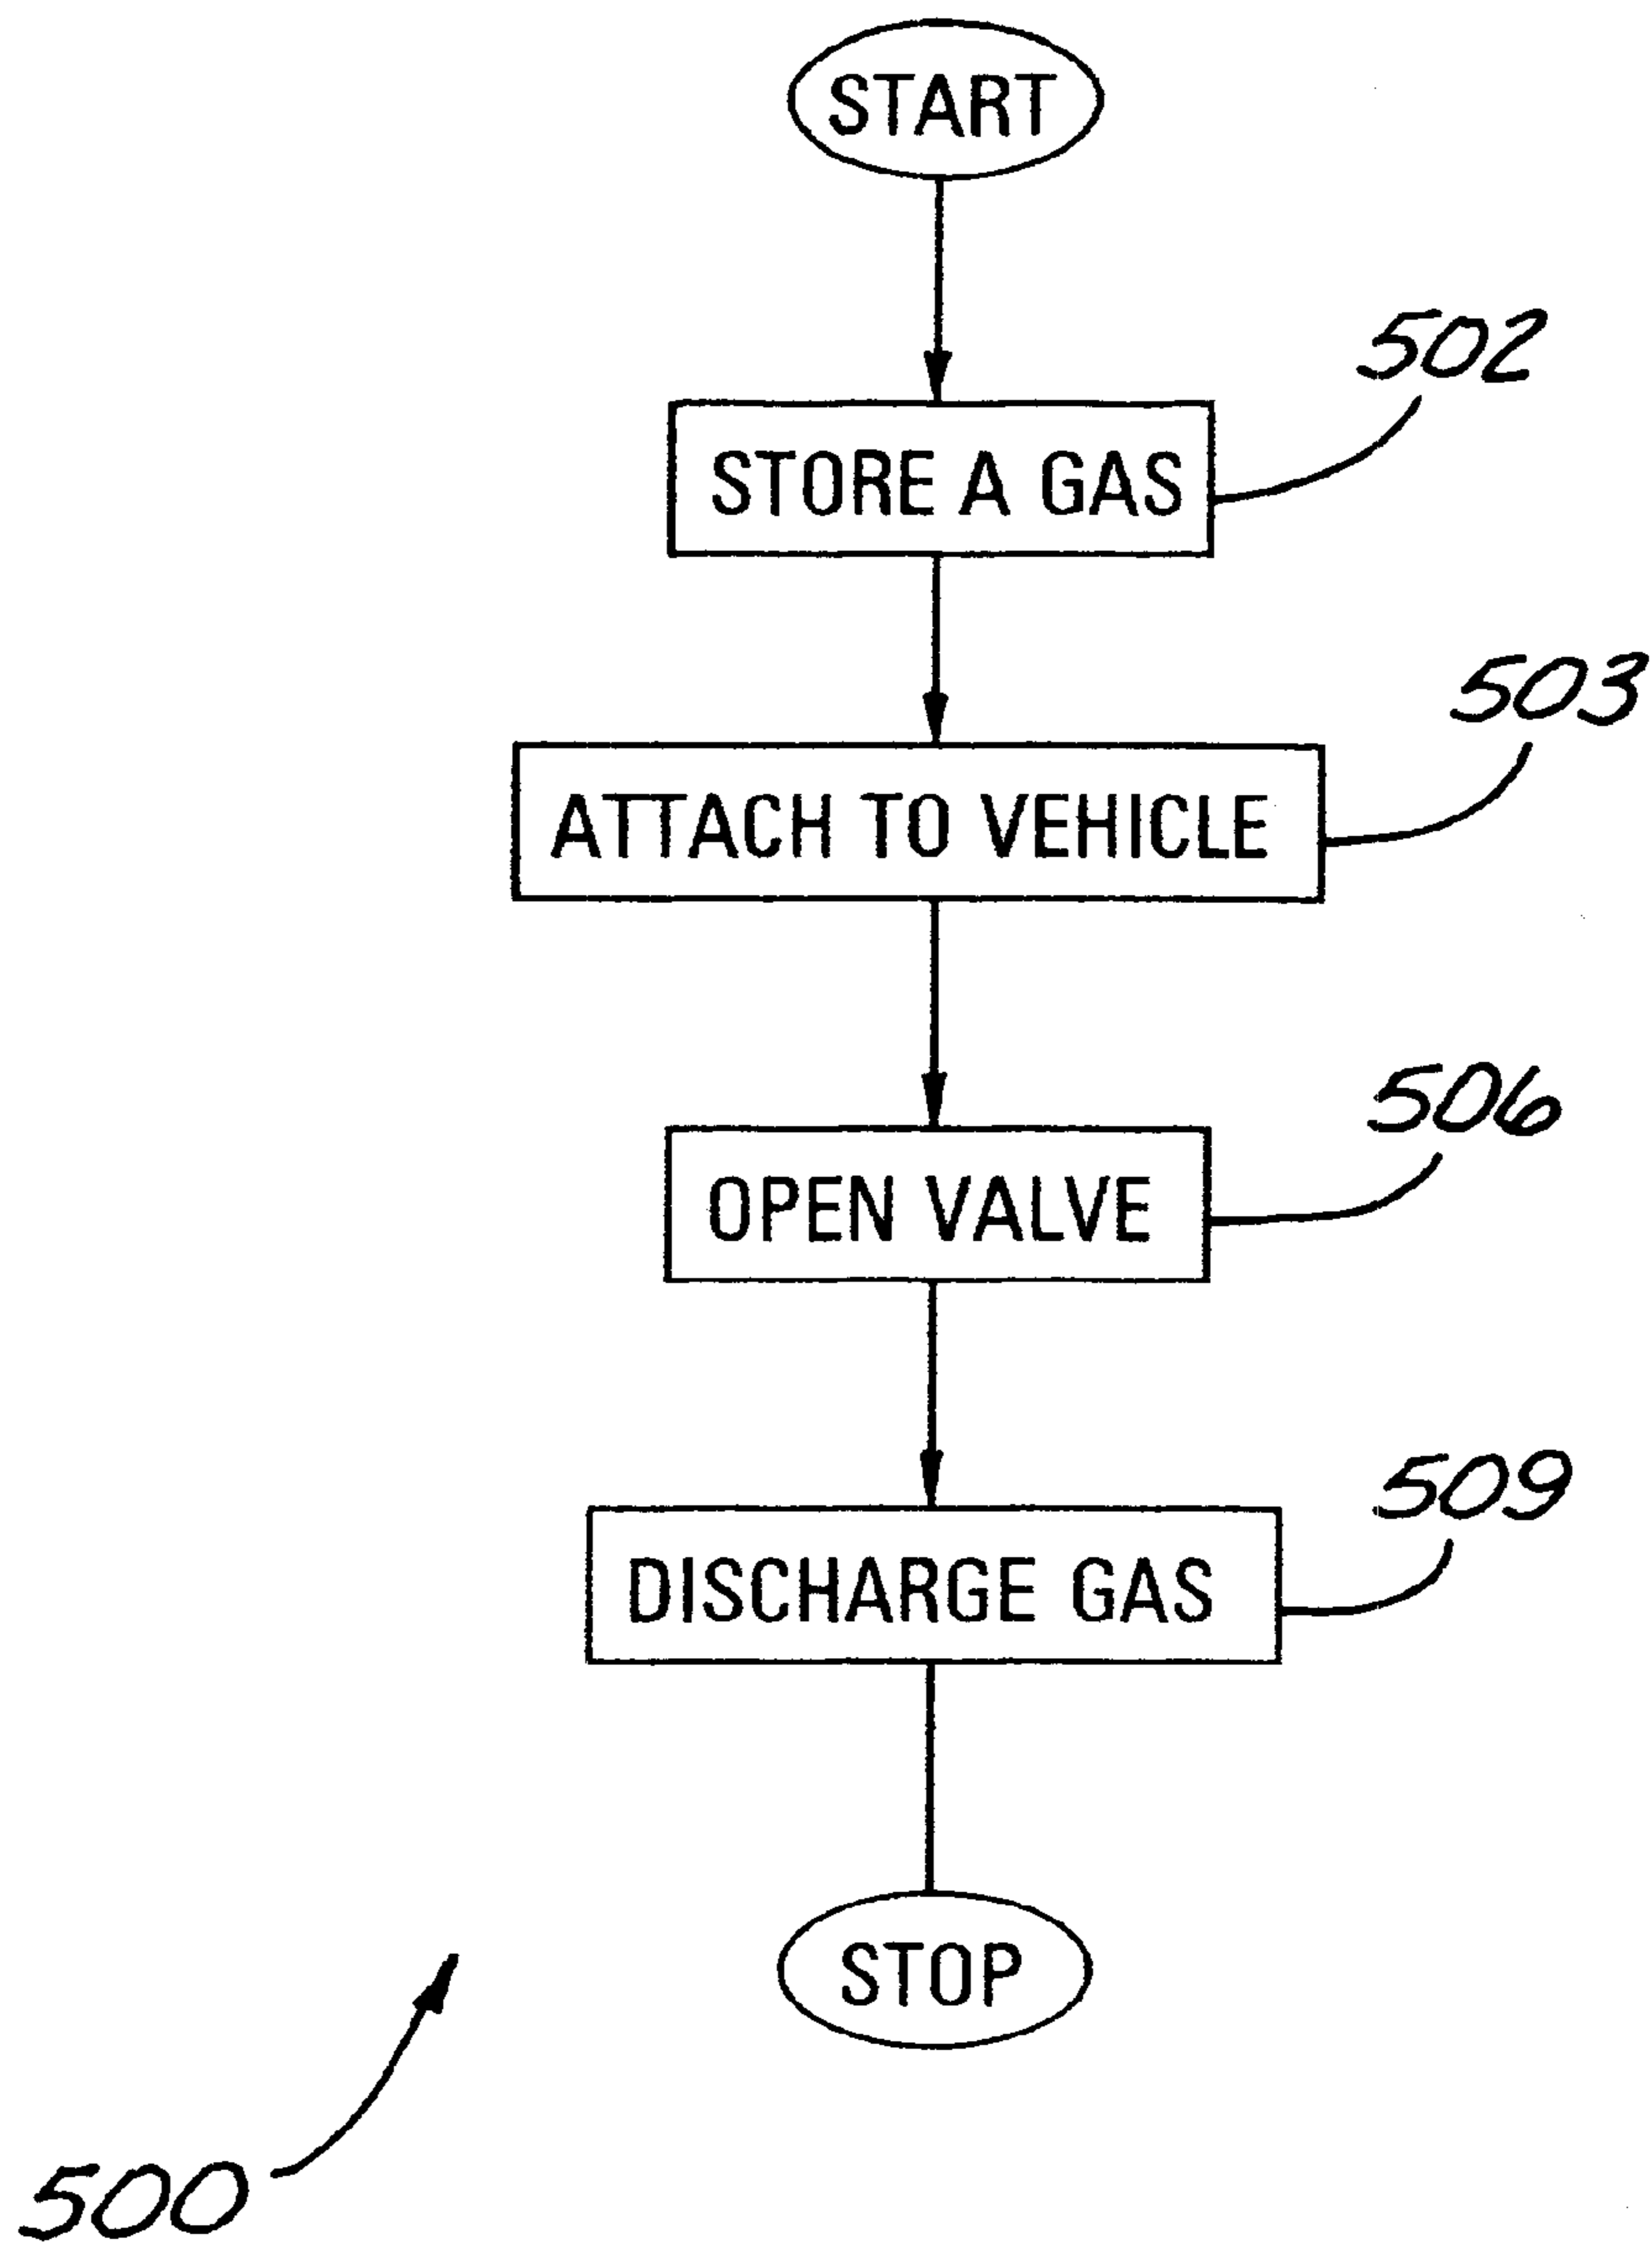 START
502
STORE A GAS
503
ATTACH TO VEHICLE
506
OPEN VALVE
509
DISCHARGE GAS
STOP
500